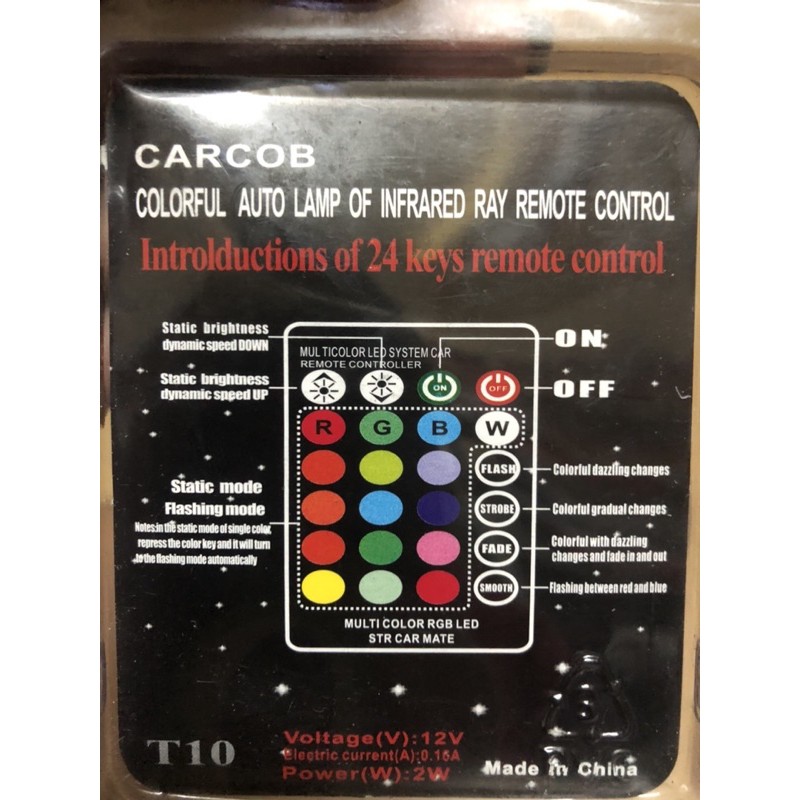 CARCOB
COLORFUL AUTO LAMP OF INFRARED RAY REMOTE CONTROL
Introlductions of 24 keys remote control
Static brightness
dynamic speed DOWN
Static brightness
dynamic speed UP
MULTICOLOR LED SYSTEM CAR
REMOTE CONTROLLER
ON
OFF
ON
OFF
R G B W
FLASH
STROBE
FADE
SMOOTH
Colorful dazzling changes
Colorful gradual changes
Colorful with dazzling
changes and fade in and out
Flashing between red and blue
Static mode
Flashing mode
Notes:in the static mode of single color,
repress the color key and it will turn
to the flashing mode automatically
MULTI COLOR RGB LED
STR CAR MATE
T10
Voltage(V):12V
Electric current(A):0.16A
Power(W):2W
Made in China